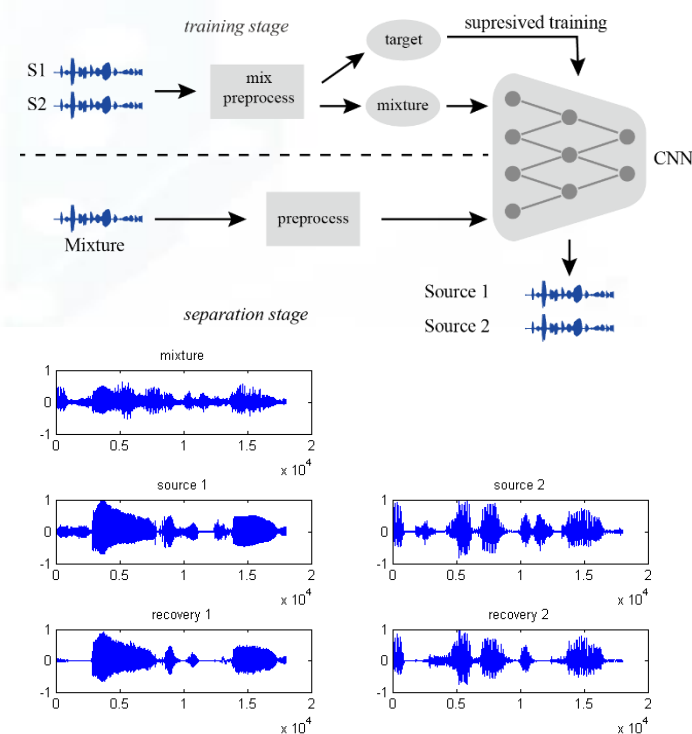 training stage
supresived training
target
S1
mix
preprocess
S2
mixture
CNN
preprocess
Mixture
Source 1
Source 2
separation stage
mixture
1
0
-1
0
0.5
1
1.5
2
x 10^4
source 1
1
0
-1
0
0.5
1
1.5
2
x 10^4
source 2
1
0
-1
0
0.5
1
1.5
2
x 10^4
recovery 1
1
0
-1
0
0.5
1
1.5
2
x 10^4
recovery 2
1
0
-1
0
0.5
1
1.5
2
x 10^4